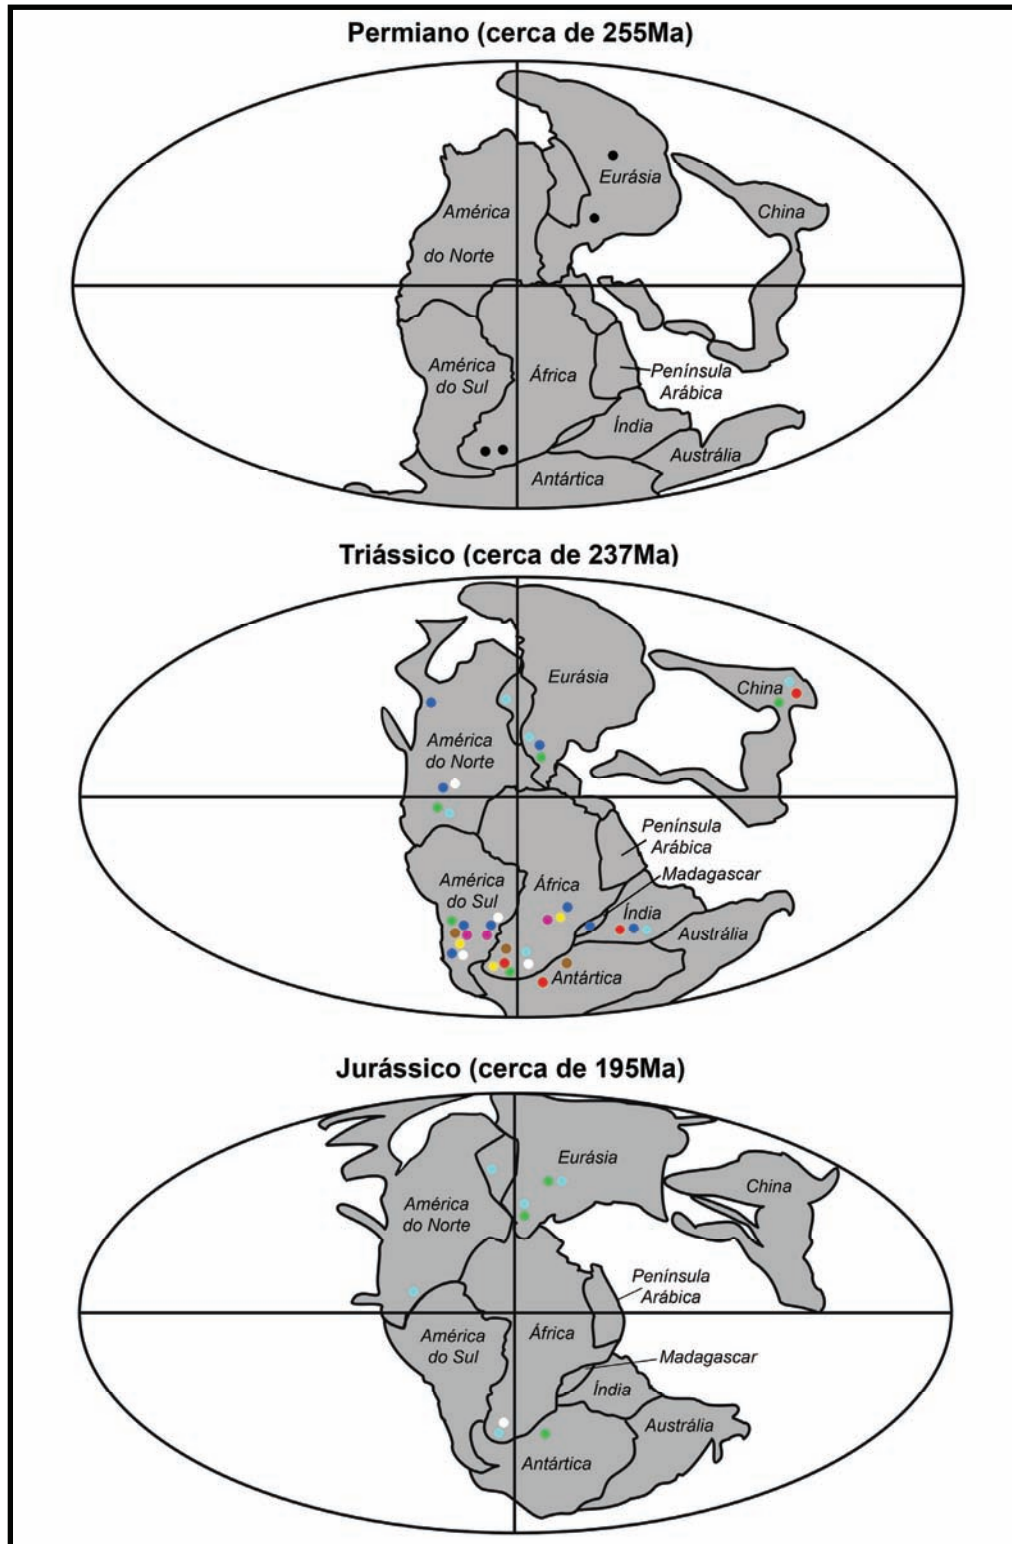 Permiano (cerca de 255Ma)
Eurásia
América
do Norte
China
América
do Sul
África
Península
Arábica
Índia
Austrália
Antártica
Triássico (cerca de 237Ma)
Eurásia
China
América
do Norte
Península
Arábica
Madagascar
América
do Sul
África
Índia
Austrália
Antártica
Jurássico (cerca de 195Ma)
Eurásia
China
América
do Norte
Península
Arábica
América
do Sul
África
Madagascar
Índia
Austrália
Antártica